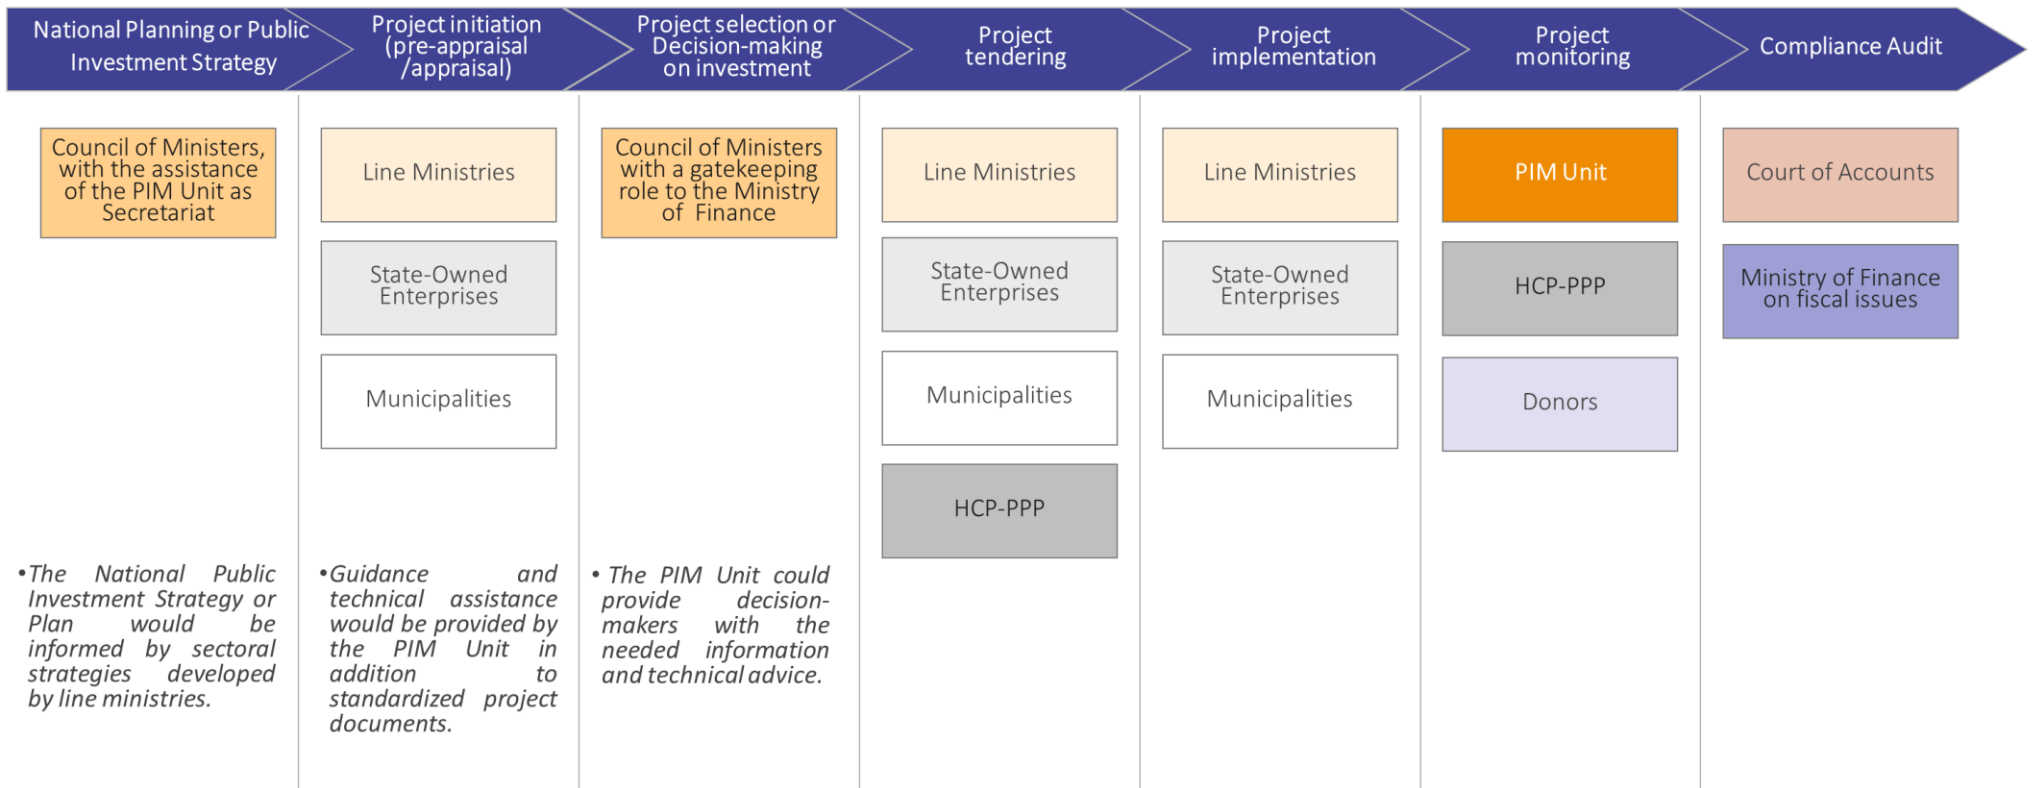 National Planning or Public
Investment Strategy
Project initiation
(pre-appraisal
/appraisal)
Project selection or
Decision-making
on investment
Project
tendering
Project
implementation
Project
monitoring
Compliance Audit
Council of Ministers,
with the assistance
of the PIM Unit as
Secretariat
•The National Public
Investment Strategy or
Plan would be
informed by sectoral
strategies developed
by line ministries.
Line Ministries
State-Owned
Enterprises
Municipalities
•Guidance and
technical assistance
would be provided by
the PIM Unit in
addition to
standardized project
documents.
Council of Ministers
with a gatekeeping
role to the Ministry
of Finance
• The PIM Unit could
provide decision-
makers with the
needed information
and technical advice.
Line Ministries
State-Owned
Enterprises
Municipalities
HCP-PPP
Line Ministries
State-Owned
Enterprises
Municipalities
PIM Unit
HCP-PPP
Donors
Court of Accounts
Ministry of Finance
on fiscal issues